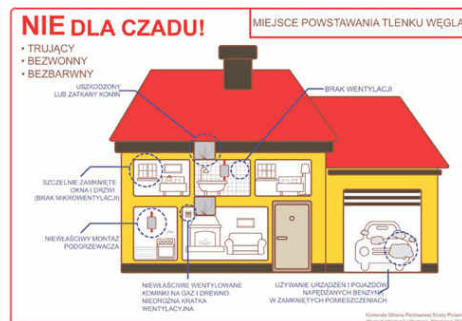 NIE DLA CZADU!
MIEJSCE POWSTAWANIA TLENKU WĘGLA
• TRUJĄCY
• BEZWONNY
• BEZBARWNY
USZKODZONY
LUB ZATKANY KOMIN
BRAK WENTYLACJI
SZCZELNIE ZAMKNIĘTE
OKNA I DRZWI
(BRAK MIKROWENTYLACJI)
NIEWŁAŚCIWY MONTAŻ
PODGRZEWACZA
NIEWŁAŚCIWIE WENTYLOWANE
KOMINKI NA GAZ I DREWNO
NIEDROŻNA KRATKA
WENTYLACYJNA
UŻYWANIE URZĄDZEŃ I POJAZDÓW
NAPĘDZANYCH BENZYNĄ
W ZAMKNIĘTYCH POMIESZCZENIACH
Komenda Główna Państwowej Straży